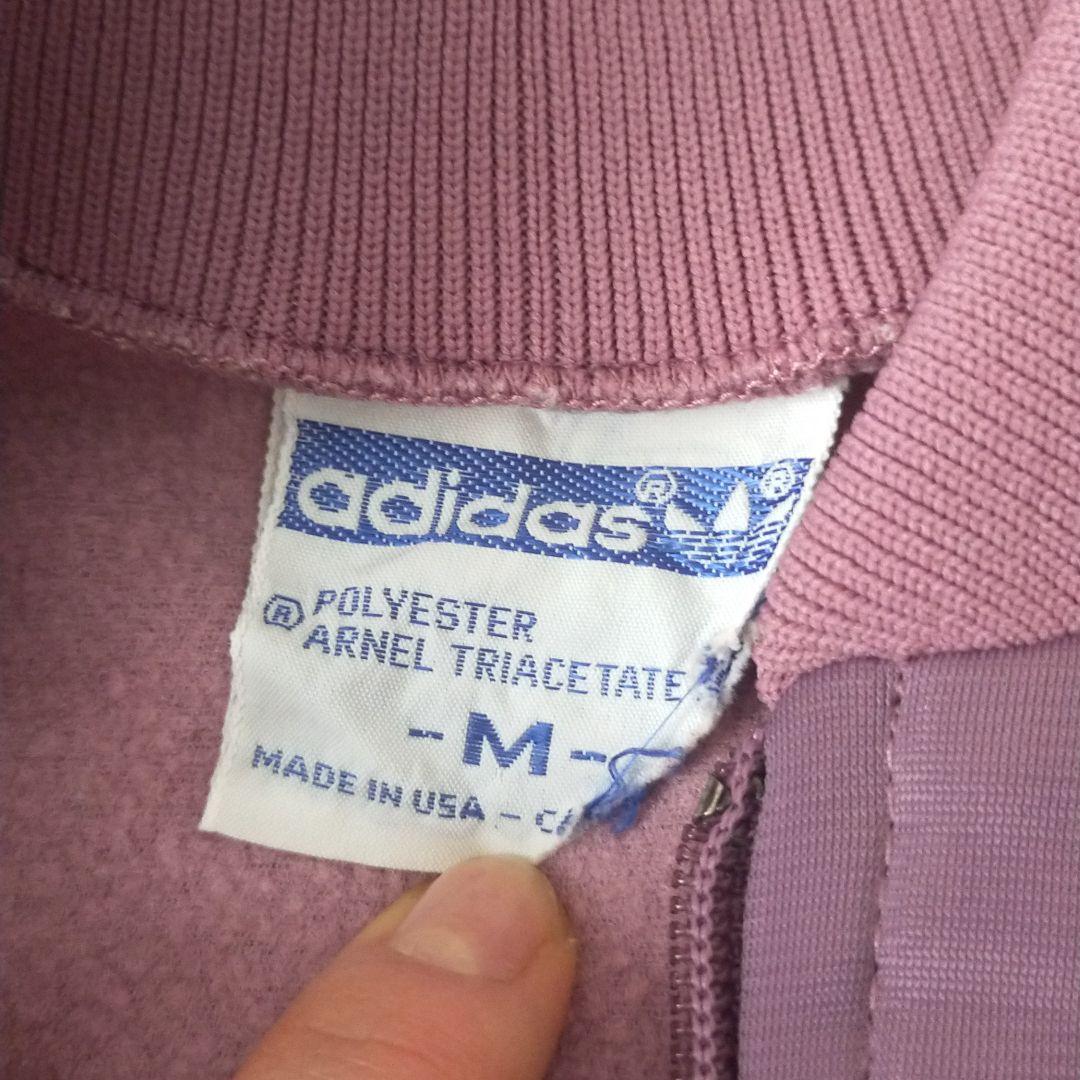 adidas® ®
POLYESTER
® ARNEL TRIACETATE
- M -
MADE IN USA –